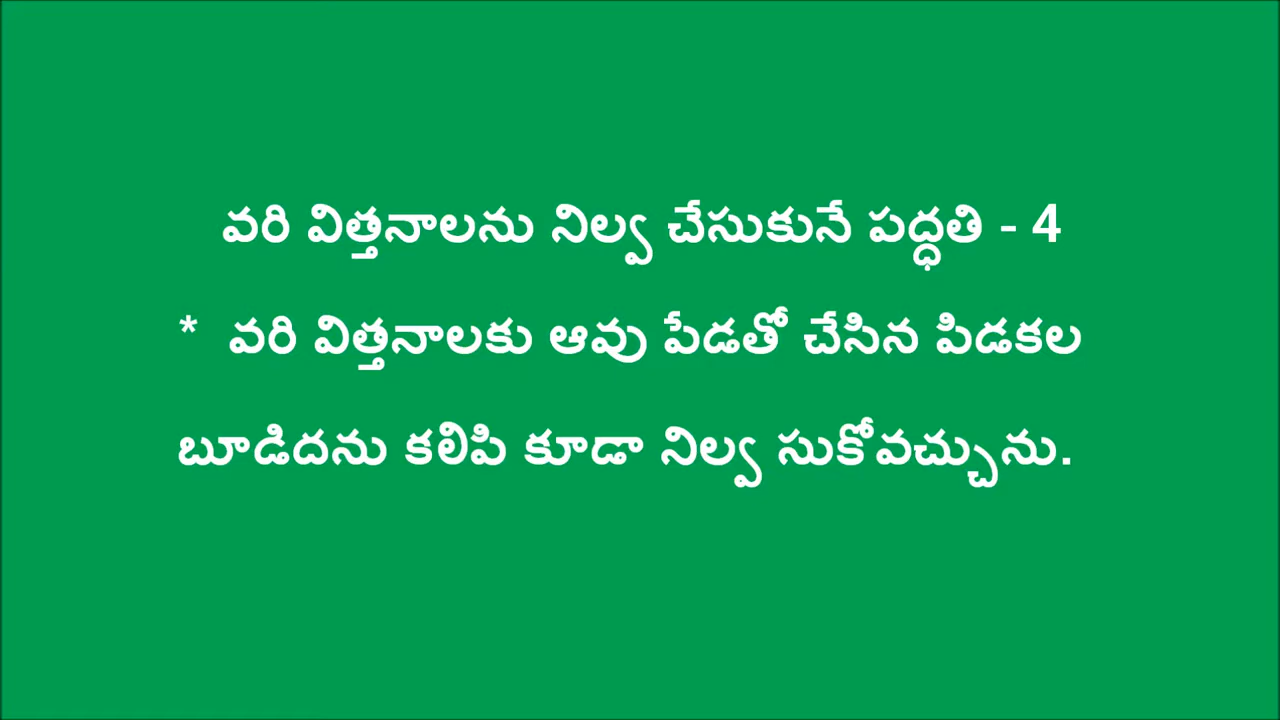 వరి విత్తనాలను నిల్వ చేసుకునే పద్ధతి - 4
* వరి విత్తనాలకు ఆవు పేడతో చేసిన పిడకల
బూడిదను కలిపి కూడా నిల్వ సుకోవచ్చును.